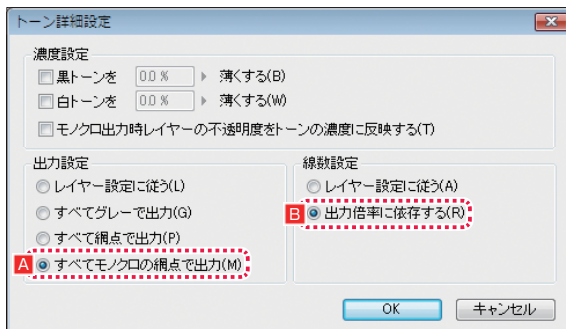 トーン詳細設定
濃度設定
黒トーンを 0.0 % 薄くする(B)
白トーンを 0.0 % 薄くする(W)
モノクロ出力時レイヤーの不透明度をトーンの濃度に反映する(T)
出力設定
レイヤー設定に従う(L)
すべてグレーで出力(G)
すべて網点で出力(P)
A すべてモノクロの網点で出力(M)
線数設定
レイヤー設定に従う(A)
B 出力倍率に依存する(R)
OK キャンセル